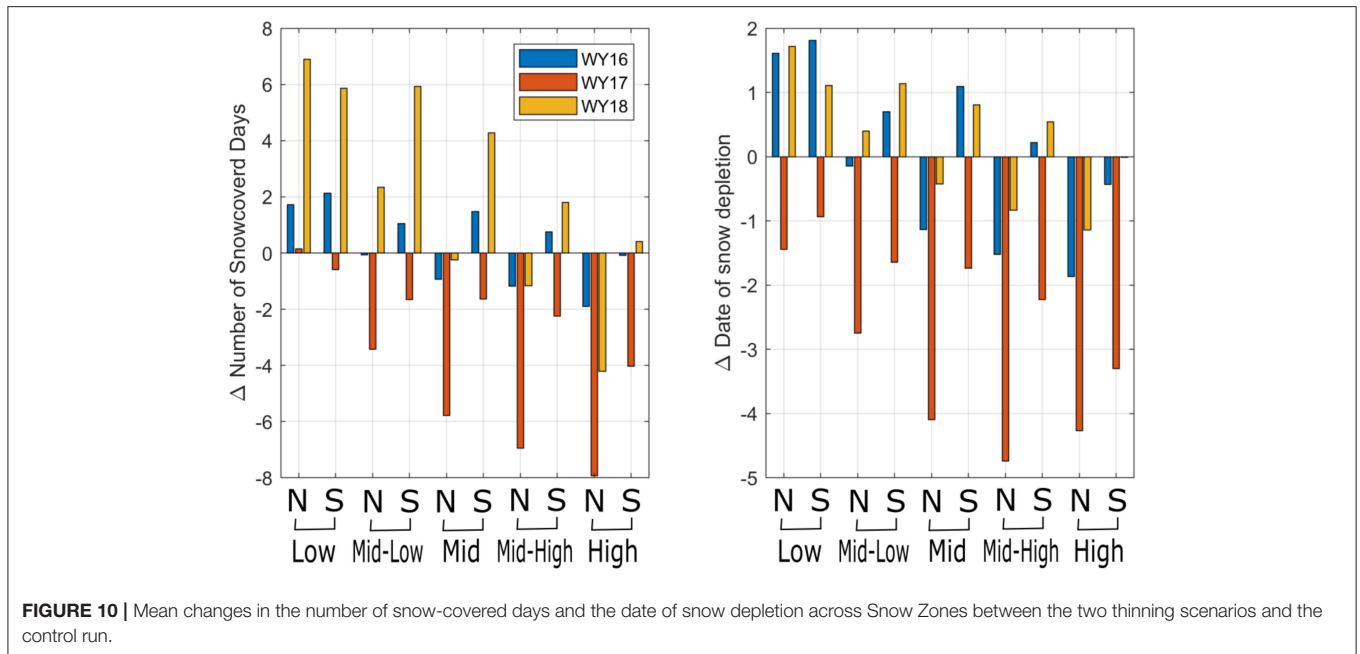 Δ Number of Snowcoverd Days
8
6
4
2
0
-2
-4
-6
-8
WY16
WY17
WY18
N S N S N S N S N S
Low Mid-Low Mid Mid-High High
Δ Date of snow depletion
2
1
0
-1
-2
-3
-4
-5
N S N S N S N S N S
Low Mid-Low Mid Mid-High High
FIGURE 10 | Mean changes in the number of snow-covered days and the date of snow depletion across Snow Zones between the two thinning scenarios and the
control run.